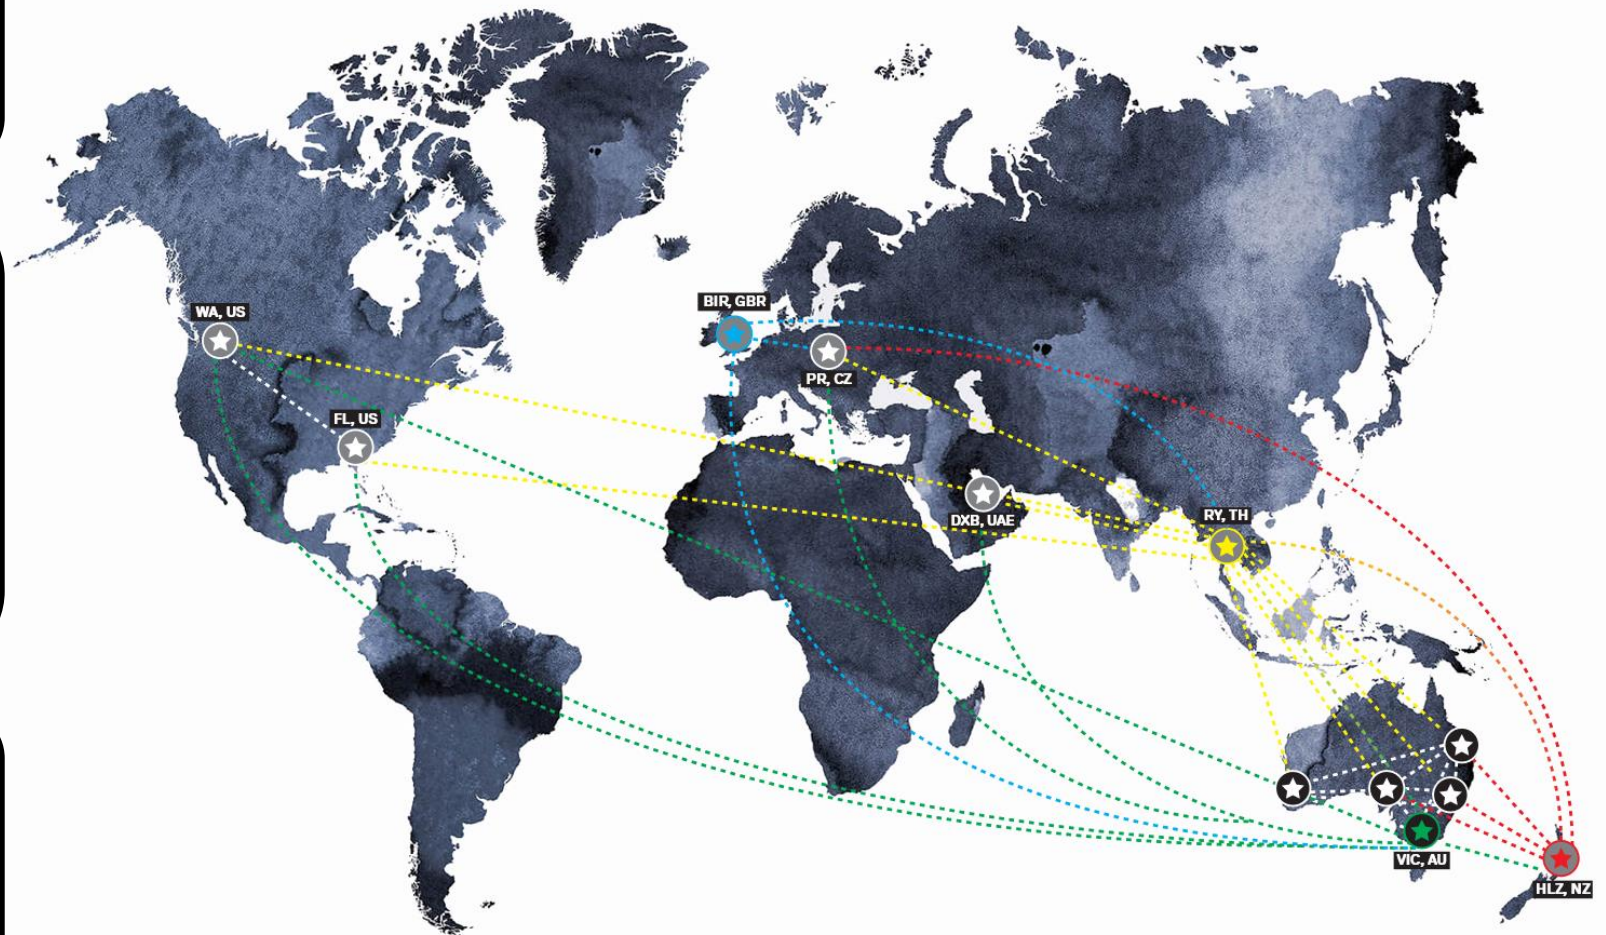 BIR, GBR
WA, US
PR, CZ
FL, US
RY, TH
DXB, UAE
VIC, AU
HLZ, NZ